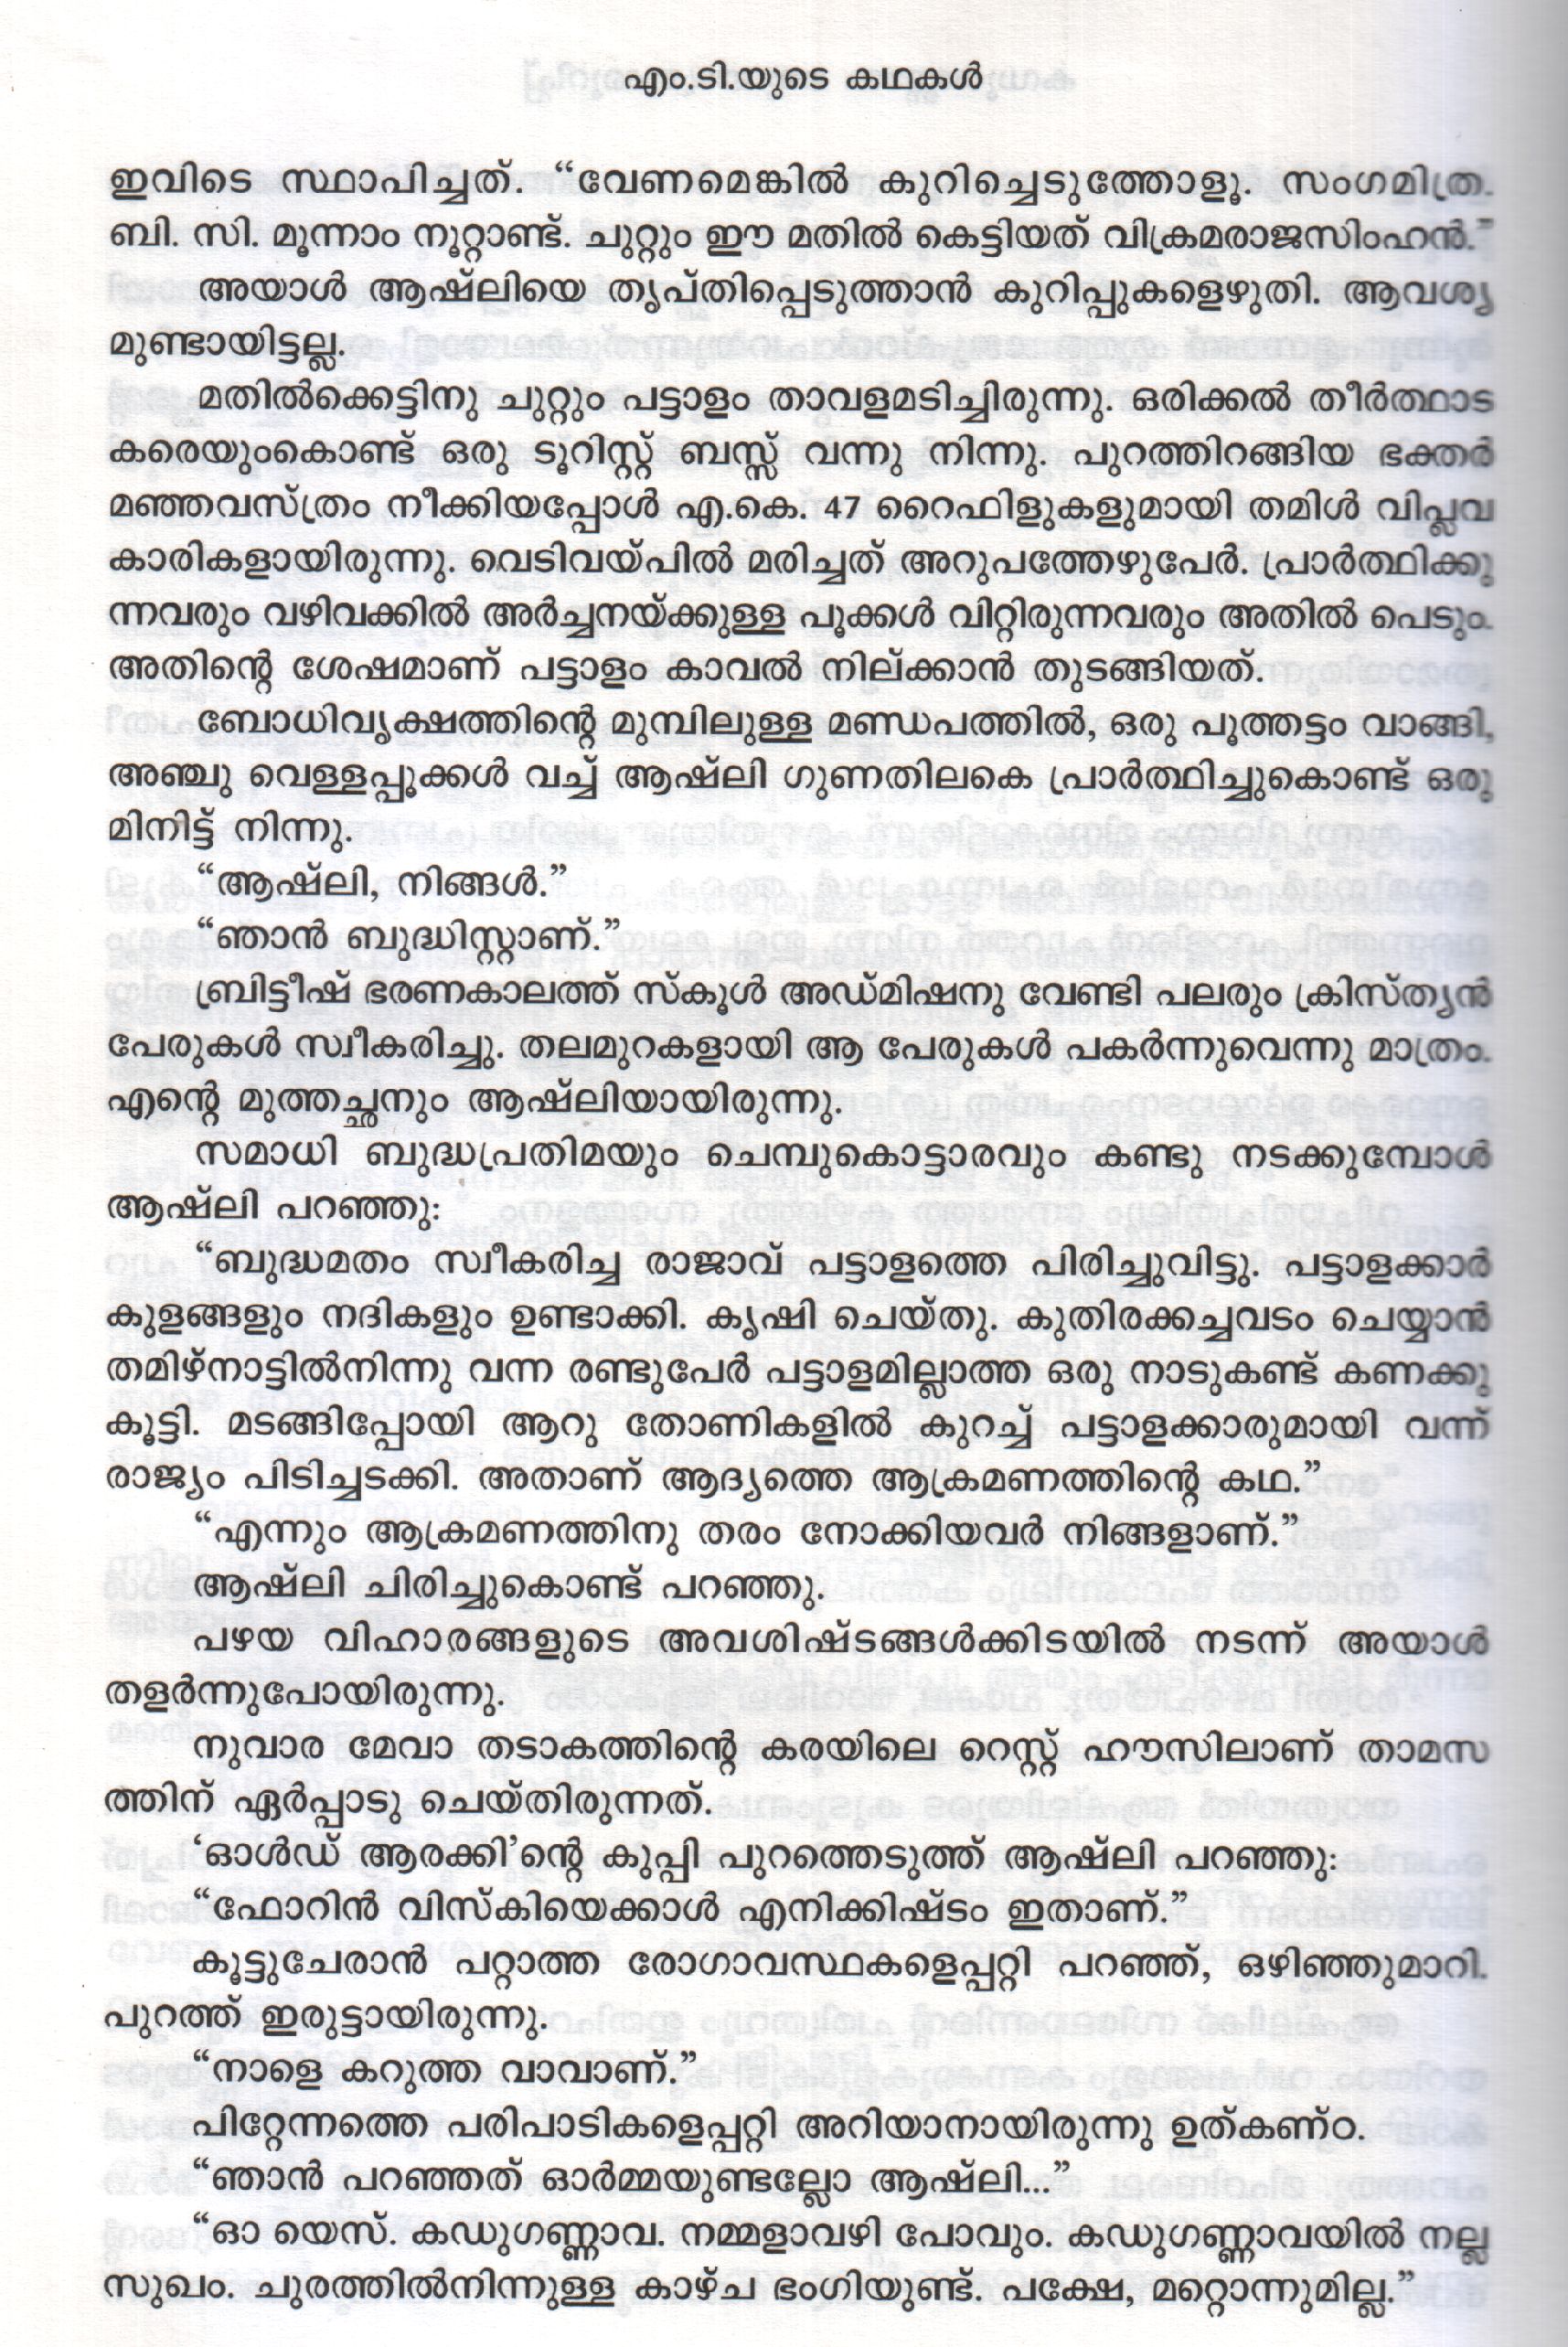 എം.ടി.യുടെ കഥകൾ
ഇവിടെ സ്ഥാപിച്ചത്. “വേണമെങ്കിൽ കുറിച്ചെടുത്തോളൂ. സംഗമിത്ര.
ബി. സി. മൂന്നാം നൂറ്റാണ്ട്. ചുറ്റും ഈ മതിൽ കെട്ടിയത് വിക്രമരാജസിംഹൻ.”
അയാൾ ആഷ്‌ലിയെ തൃപ്തിപ്പെടുത്താൻ കുറിപ്പുകളെഴുതി. ആവശ്യ
മുണ്ടായിട്ടല്ല.
മതിൽക്കെട്ടിനു ചുറ്റും പട്ടാളം താവളമടിച്ചിരുന്നു. ഒരിക്കൽ തീർത്ഥാട
കരെയുംകൊണ്ട് ഒരു ടൂറിസ്റ്റ് ബസ്സ് വന്നു നിന്നു. പുറത്തിറങ്ങിയ ഭക്തർ
മഞ്ഞവസ്ത്രം നീക്കിയപ്പോൾ എ.കെ. 47 റൈഫിളുകളുമായി തമിൾ വിപ്ലവ
കാരികളായിരുന്നു. വെടിവയ്പിൽ മരിച്ചത് അറുപത്തേഴുപേർ. പ്രാർത്ഥിക്കു
ന്നവരും വഴിവക്കിൽ അർച്ചനയ്ക്കുള്ള പൂക്കൾ വിറ്റിരുന്നവരും അതിൽ പെടും.
അതിന്റെ ശേഷമാണ് പട്ടാളം കാവൽ നില്ക്കാൻ തുടങ്ങിയത്.
ബോധിവൃക്ഷത്തിന്റെ മുമ്പിലുള്ള മണ്ഡപത്തിൽ, ഒരു പൂത്തട്ടം വാങ്ങി,
അഞ്ചു വെള്ളപ്പൂക്കൾ വച്ച് ആഷ്‌ലി ഗുണതിലകെ പ്രാർത്ഥിച്ചുകൊണ്ട് ഒരു
മിനിട്ട് നിന്നു.
“ആഷ്‌ലി, നിങ്ങൾ.”
“ഞാൻ ബുദ്ധിസ്റ്റാണ്.”
ബ്രിട്ടീഷ് ഭരണകാലത്ത് സ്കൂൾ അഡ്മിഷനു വേണ്ടി പലരും ക്രിസ്ത്യൻ
പേരുകൾ സ്വീകരിച്ചു. തലമുറകളായി ആ പേരുകൾ പകർന്നുവെന്നു മാത്രം.
എന്റെ മുത്തച്ഛനും ആഷ്‌ലിയായിരുന്നു.
സമാധി ബുദ്ധപ്രതിമയും ചെമ്പുകൊട്ടാരവും കണ്ടു നടക്കുമ്പോൾ
ആഷ്‌ലി പറഞ്ഞു:
“ബുദ്ധമതം സ്വീകരിച്ച രാജാവ് പട്ടാളത്തെ പിരിച്ചുവിട്ടു. പട്ടാളക്കാർ
കുളങ്ങളും നദികളും ഉണ്ടാക്കി. കൃഷി ചെയ്തു. കുതിരക്കച്ചവടം ചെയ്യാൻ
തമിഴ്നാട്ടിൽനിന്നു വന്ന രണ്ടുപേർ പട്ടാളമില്ലാത്ത ഒരു നാടുകണ്ട് കണക്കു
കൂട്ടി. മടങ്ങിപ്പോയി ആറു തോണികളിൽ കുറച്ച് പട്ടാളക്കാരുമായി വന്ന്
രാജ്യം പിടിച്ചടക്കി. അതാണ് ആദ്യത്തെ ആക്രമണത്തിന്റെ കഥ.”
“എന്നും ആക്രമണത്തിനു തരം നോക്കിയവർ നിങ്ങളാണ്.”
ആഷ്‌ലി ചിരിച്ചുകൊണ്ട് പറഞ്ഞു.
പഴയ വിഹാരങ്ങളുടെ അവശിഷ്ടങ്ങൾക്കിടയിൽ നടന്ന് അയാൾ
തളർന്നുപോയിരുന്നു.
നുവാര മേവാ തടാകത്തിന്റെ കരയിലെ റെസ്റ്റ് ഹൗസിലാണ് താമസ
ത്തിന് ഏർപ്പാടു ചെയ്തിരുന്നത്.
‘ഓൾഡ് ആരക്കി’ന്റെ കുപ്പി പുറത്തെടുത്ത് ആഷ്‌ലി പറഞ്ഞു:
“ഫോറിൻ വിസ്കിയെക്കാൾ എനിക്കിഷ്ടം ഇതാണ്.”
കൂട്ടുചേരാൻ പറ്റാത്ത രോഗാവസ്ഥകളെപ്പറ്റി പറഞ്ഞ്, ഒഴിഞ്ഞുമാറി.
പുറത്ത് ഇരുട്ടായിരുന്നു.
“നാളെ കറുത്ത വാവാണ്.”
പിറ്റേന്നത്തെ പരിപാടികളെപ്പറ്റി അറിയാനായിരുന്നു ഉത്കണ്ഠ.
“ഞാൻ പറഞ്ഞത് ഓർമ്മയുണ്ടല്ലോ ആഷ്‌ലി...”
“ഓ യെസ്. കഡുഗണ്ണാവ. നമ്മളാവഴി പോവും. കഡുഗണ്ണാവയിൽ നല്ല
സുഖം. ചുരത്തിൽനിന്നുള്ള കാഴ്ച ഭംഗിയുണ്ട്. പക്ഷേ, മറ്റൊന്നുമില്ല.”